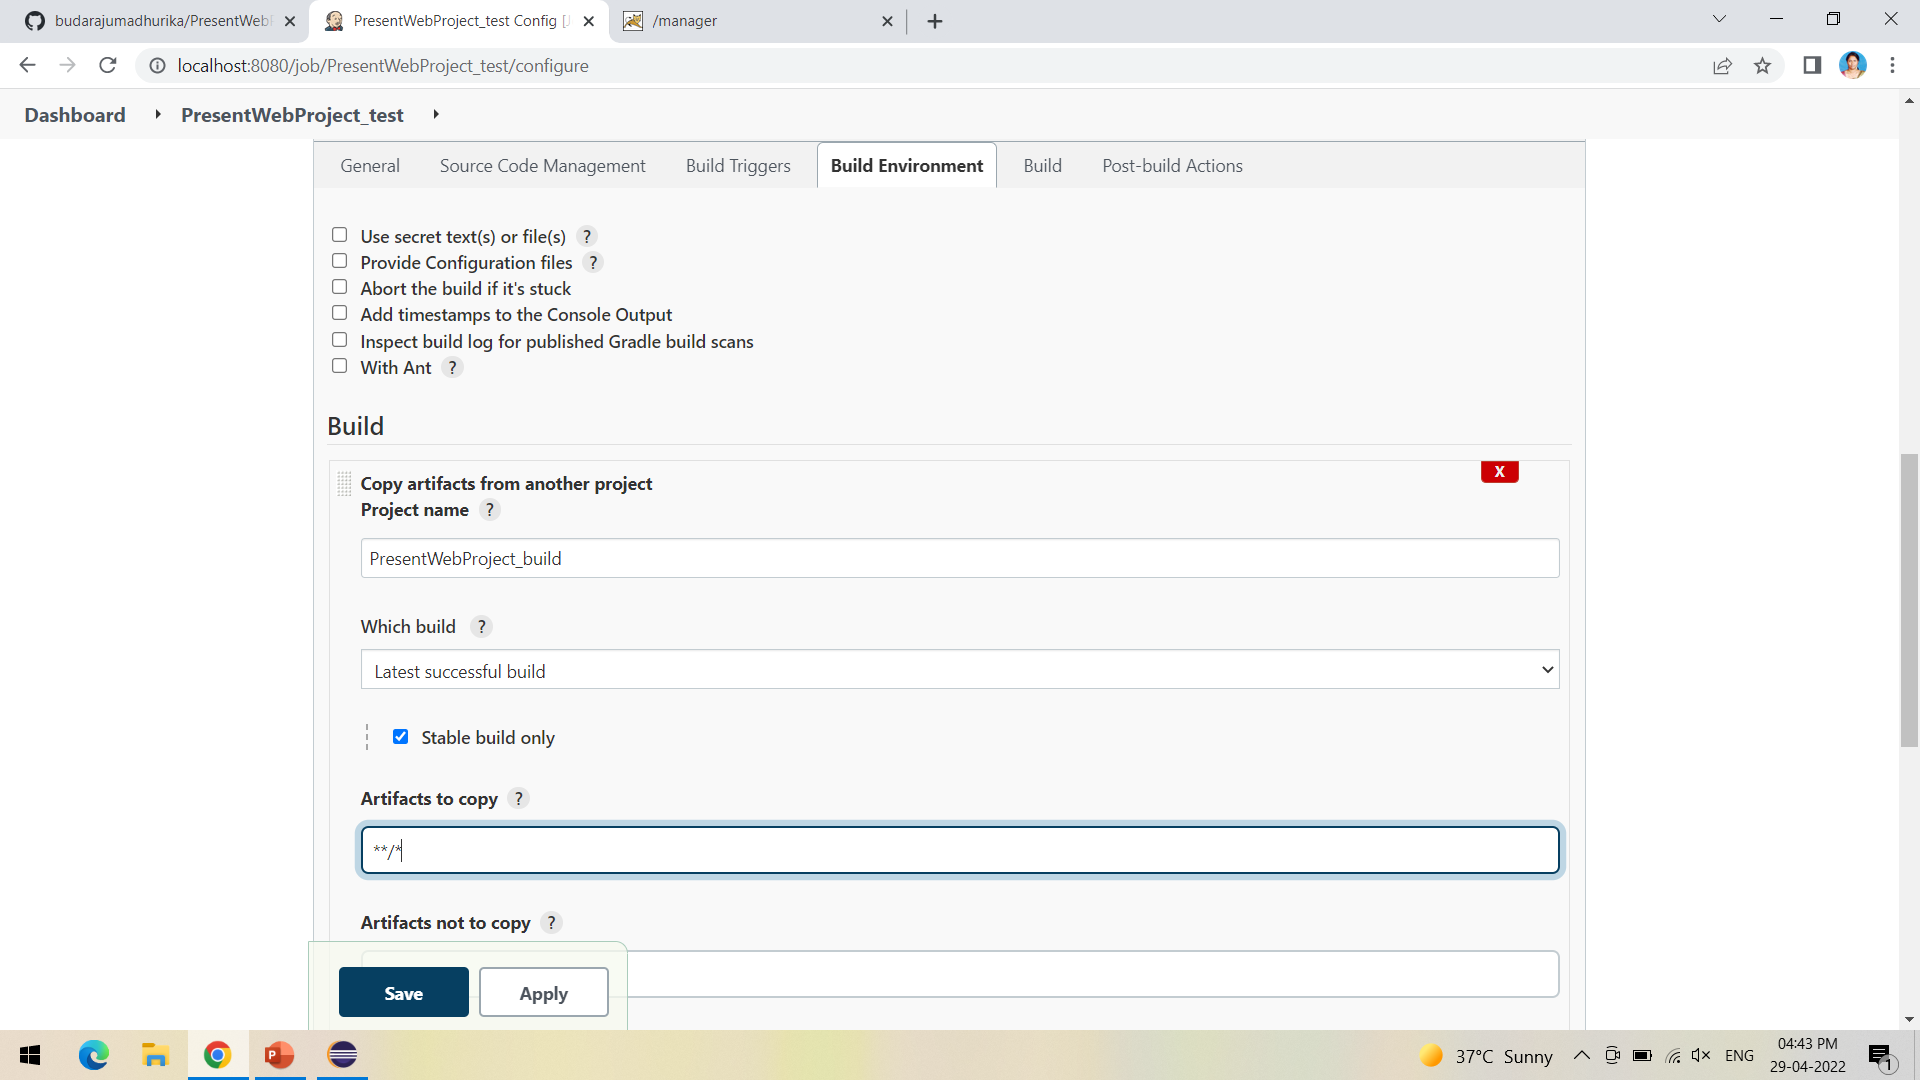 budarajumadhurika/PresentWeb
PresentWebProject_test Config [J
/manager
localhost:8080/job/PresentWebProject_test/configure
Dashboard
PresentWebProject_test
General
Source Code Management
Build Triggers
Build Environment
Build
Post-build Actions
Use secret text(s) or file(s) ?
Provide Configuration files ?
Abort the build if it's stuck
Add timestamps to the Console Output
Inspect build log for published Gradle build scans
With Ant ?
Build
X
Copy artifacts from another project
Project name ?
PresentWebProject_build
Which build ?
Latest successful build
Stable build only
Artifacts to copy ?
**/*
Artifacts not to copy ?
Save
Apply
37°C Sunny
ENG
04:43 PM
29-04-2022
1